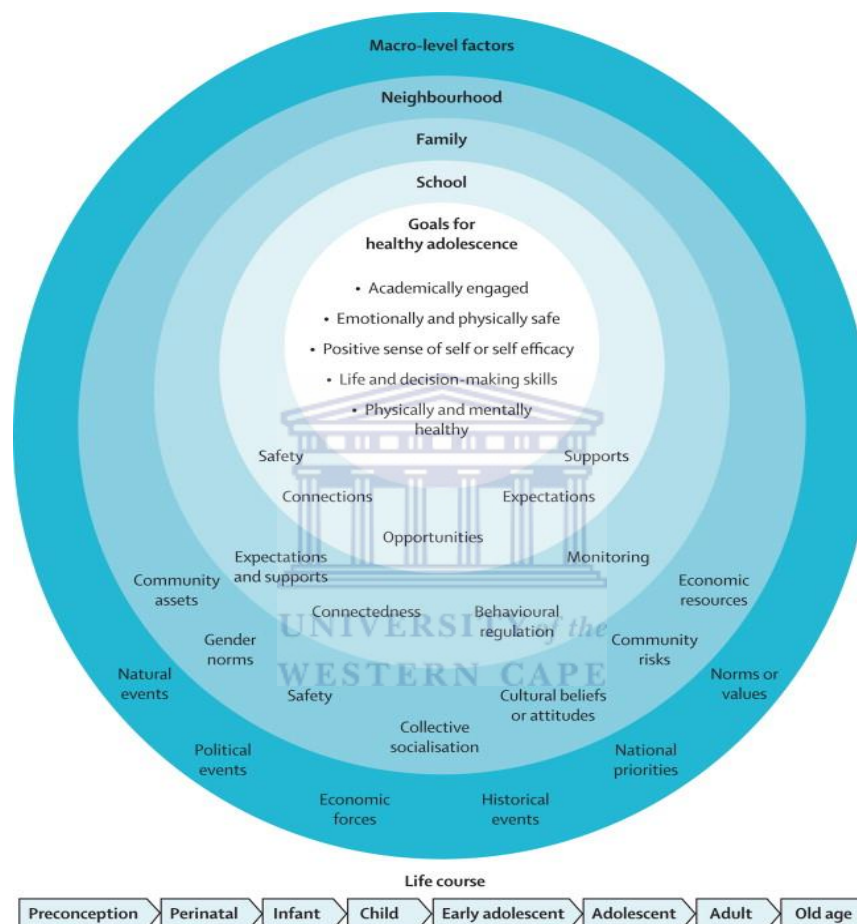 Macro-level factors
Neighbourhood
Family
School
Goals for
healthy adolescence
• Academically engaged
• Emotionally and physically safe
• Positive sense of self or self efficacy
• Life and decision-making skills
• Physically and mentally
healthy
Safety
Supports
Connections
Expectations
Opportunities
Expectations
and supports
Monitoring
Connectedness
Behavioural
regulation
Community
assets
Economic
resources
Gender
norms
Community
risks
Safety
Cultural beliefs
or attitudes
Collective
socialisation
Natural
events
Norms or
values
Political
events
National
priorities
Economic
forces
Historical
events
UNIVERSITY of the
WESTERN CAPE
Life course
Preconception
Perinatal
Infant
Child
Early adolescent
Adolescent
Adult
Old age